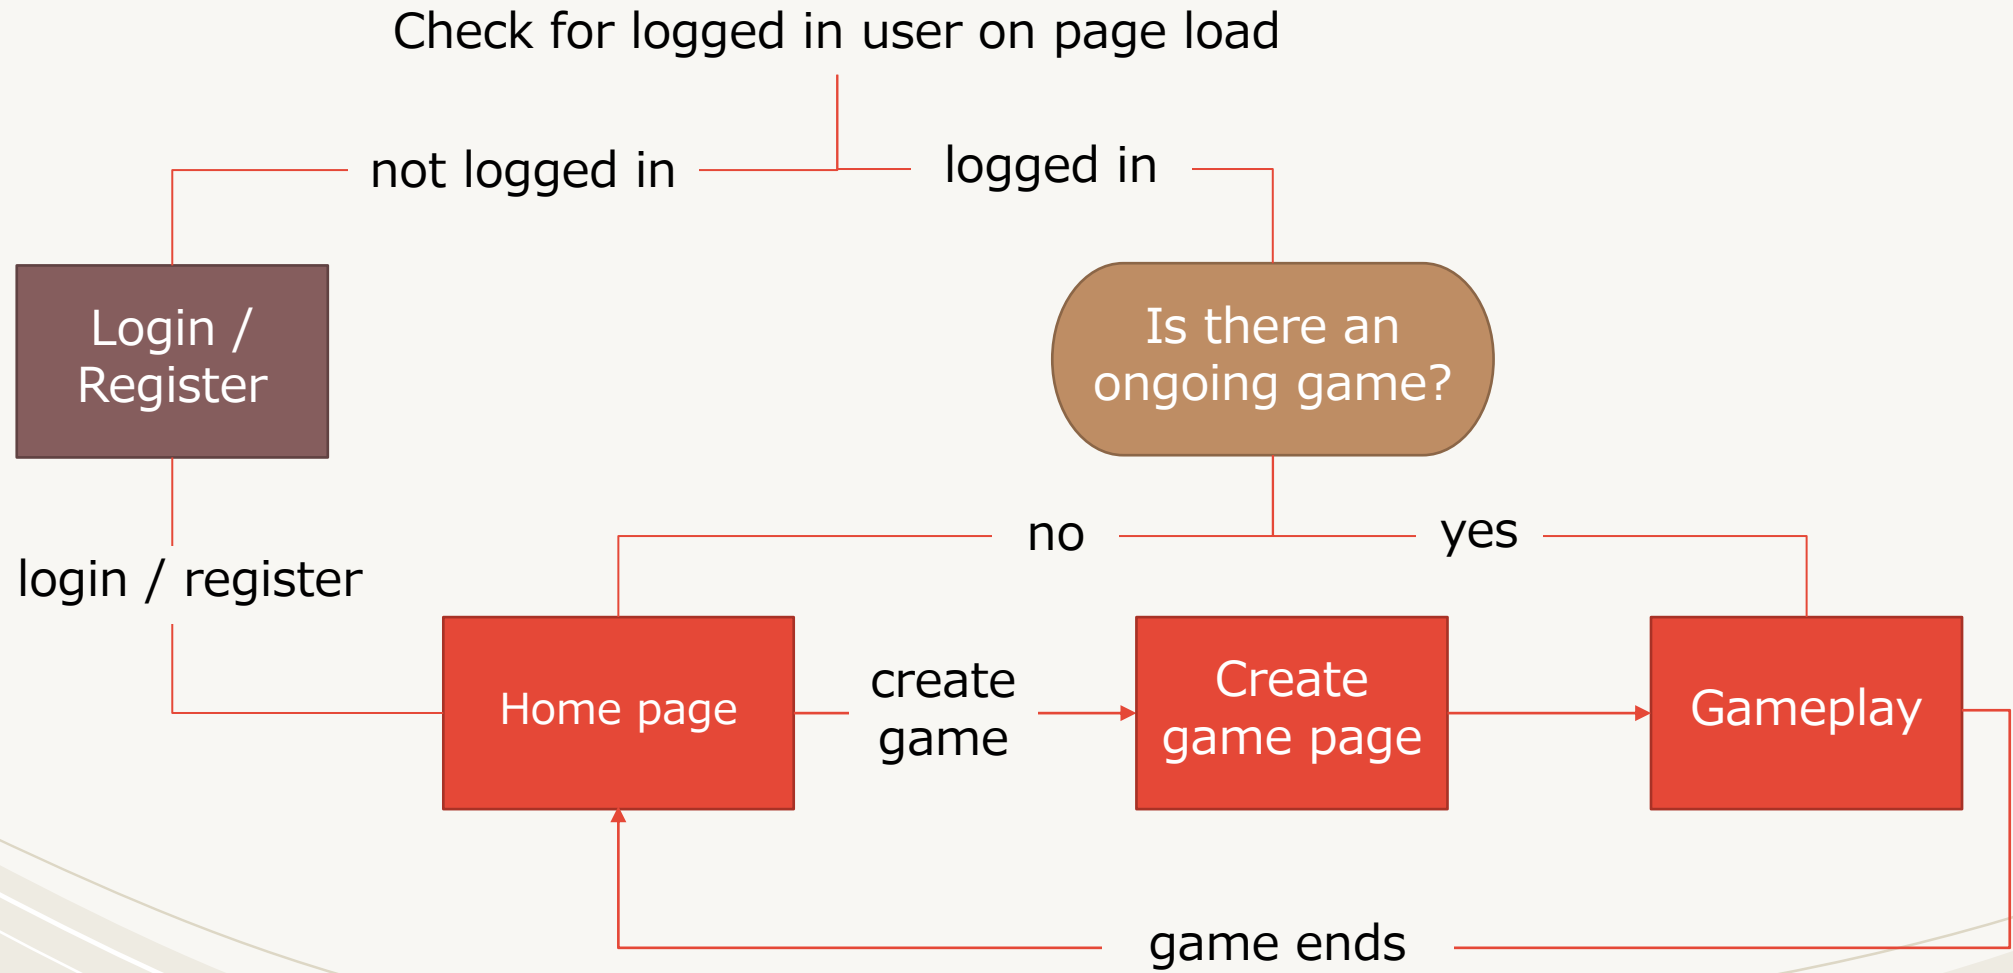 Check for logged in user on page load
not logged in
logged in
Login /
Register
Is there an
ongoing game?
no
yes
login / register
Home page
create
game
Create
game page
Gameplay
game ends